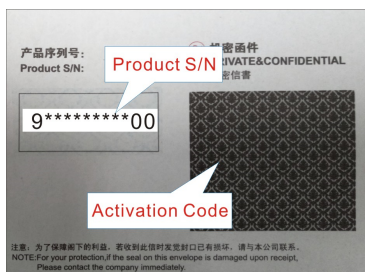 产品序列号：
Product S/N:
Product S/N
密函件
PRIVATE&CONFIDENTIAL
密信書
9*********00
Activation Code
注意：为了保障阁下的利益，若收到此信时发觉封口已有损坏，请与本公司联系。
NOTE:For your protection,if the seal on this envelope is damaged upon receipt,
Please contact the company immediately.